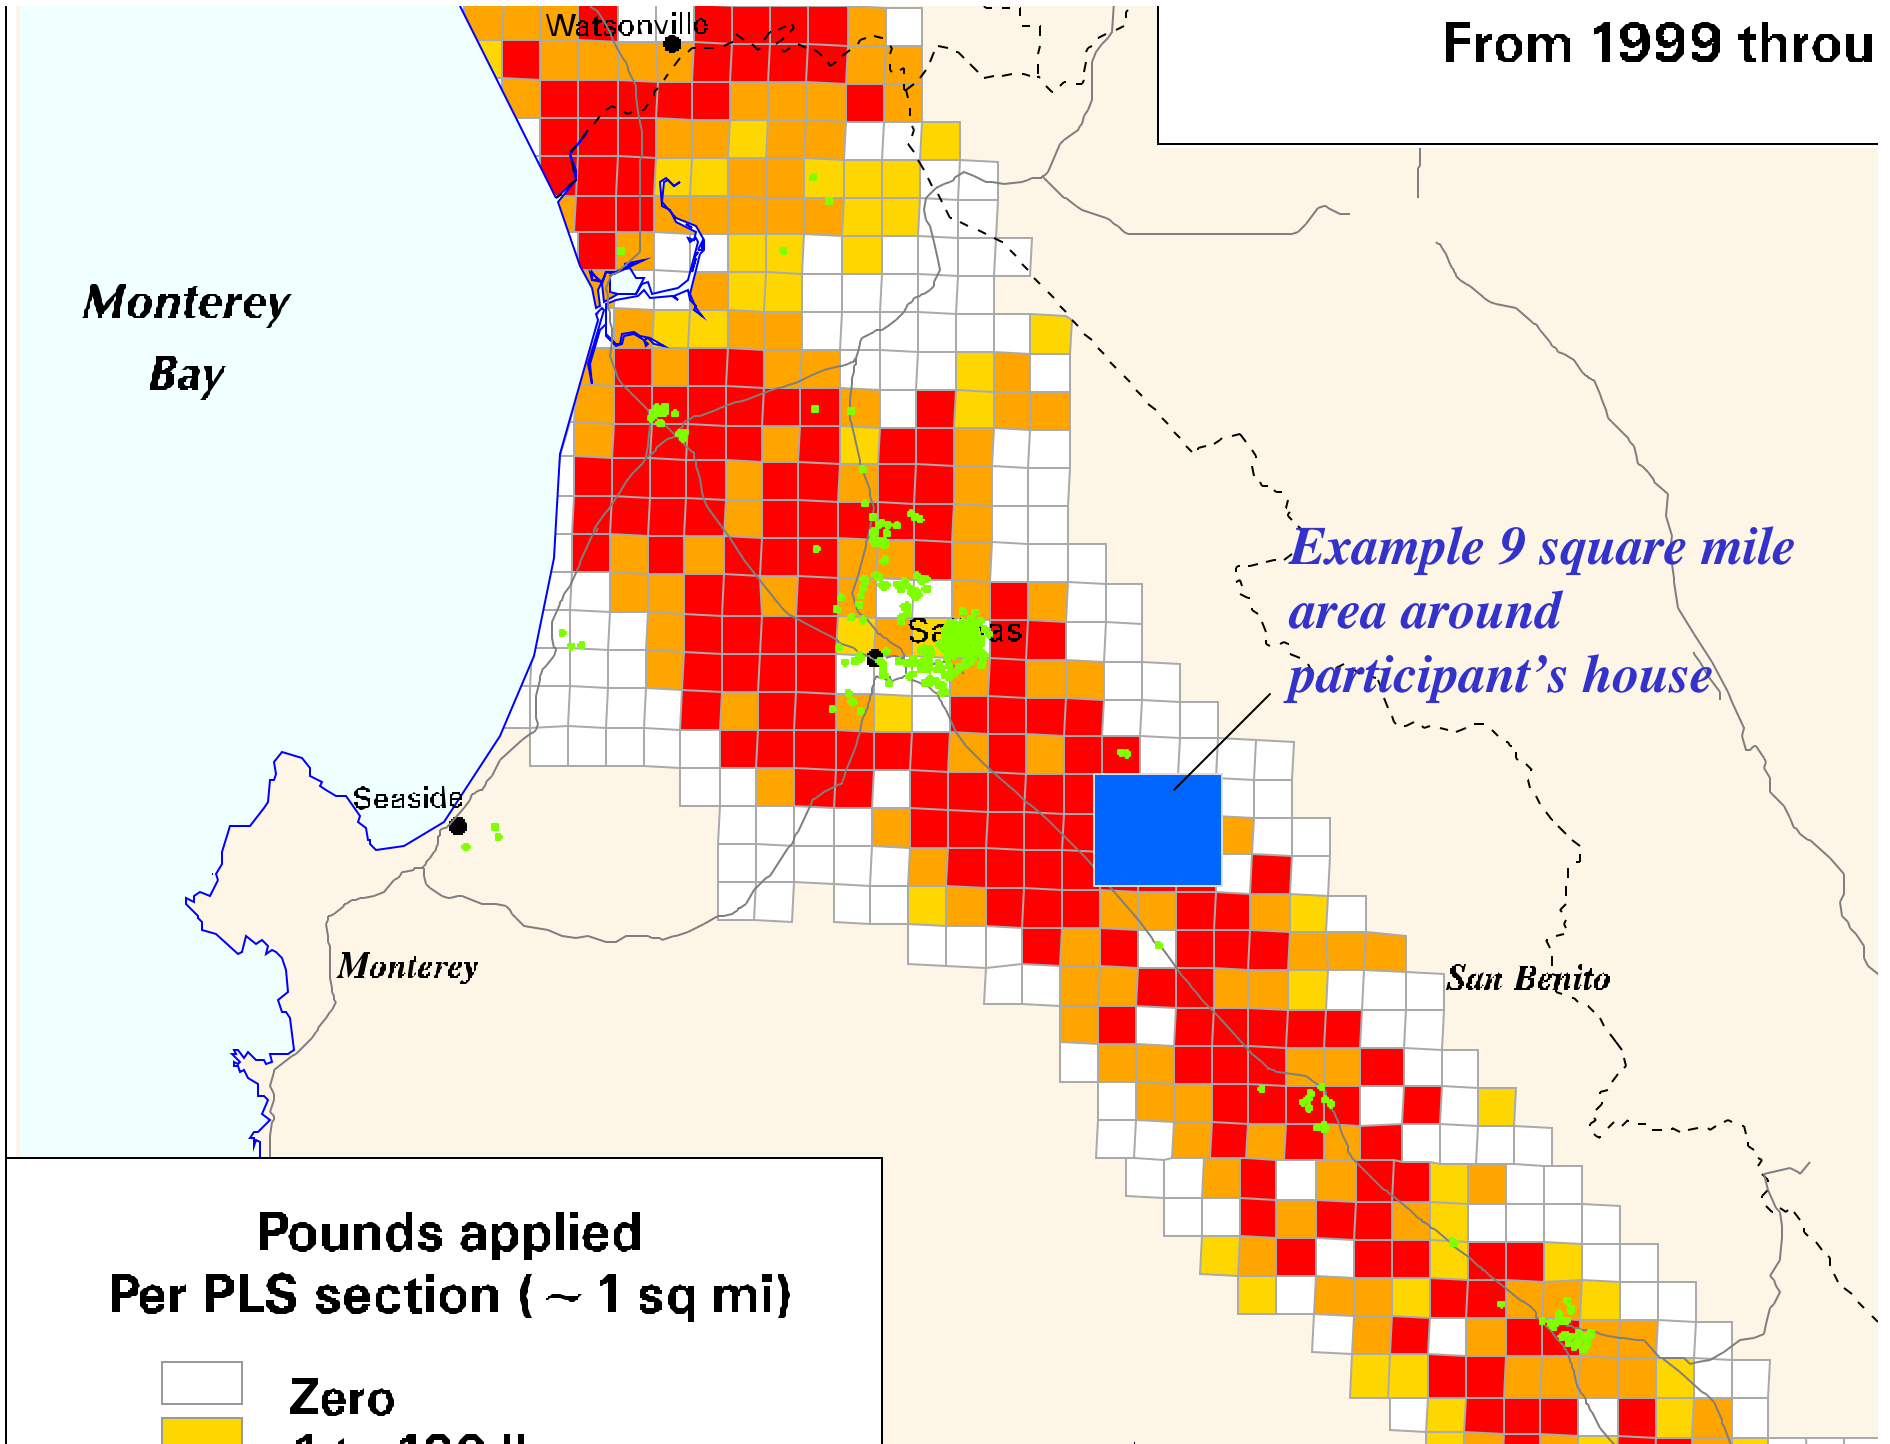 Watsonville
From 1999 throu
Monterey
Bay
Example 9 square mile
area around
participant's house
Salinas
Seaside
Monterey
San Benito
Pounds applied
Per PLS section ( ~ 1 sq mi)
Zero